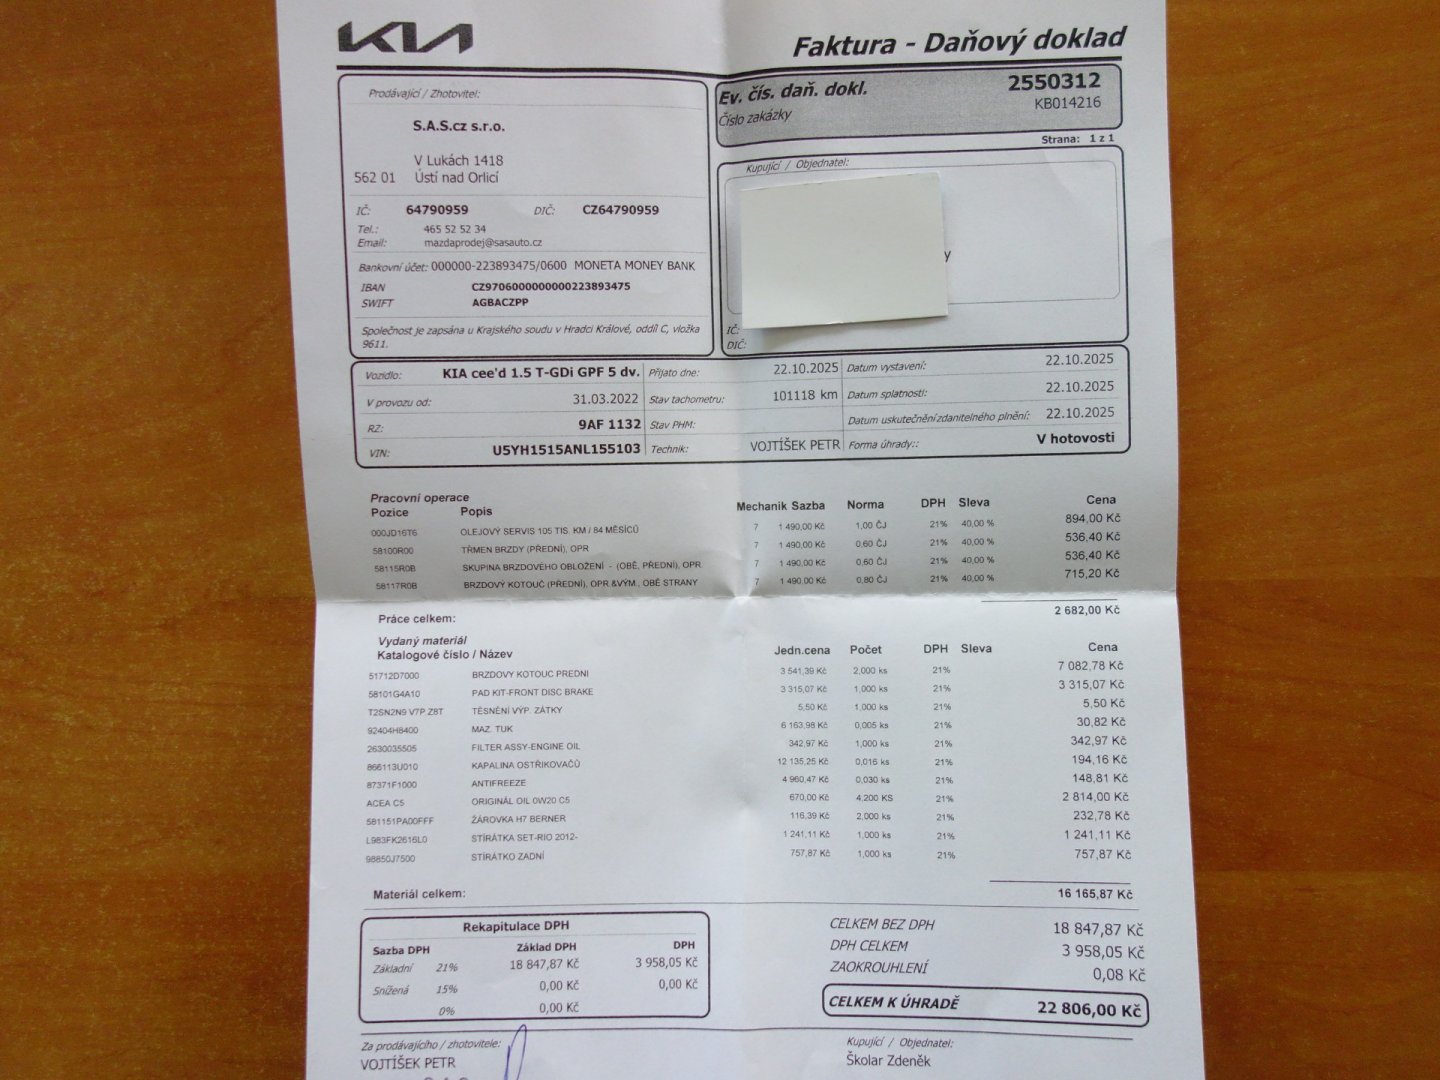 KIA
Faktura - Daňový doklad
Prodávající / Zhotovitel:
S.A.S.cz s.r.o.
V Lukách 1418
562 01 Ústí nad Orlicí
IČ: 64790959 DIČ: CZ64790959
Tel.: 465 52 52 34
Email: mazdaprodej@sasauto.cz
Bankovní účet: 000000-223893475/0600 MONETA MONEY BANK
IBAN CZ9706000000000223893475
SWIFT AGBACZPP
Společnost je zapsána u Krajského soudu v Hradci Králové, oddíl C, vložka
9611.
Ev. čís. daň. dokl. 2550312
Číslo zakázky KB014216
Strana: 1 z 1
Kupující / Objednatel:
y
IČ:
DIČ:
Vozidlo: KIA cee'd 1.5 T-GDi GPF 5 dv. Přijato dne: 22.10.2025 Datum vystavení: 22.10.2025
V provozu od: 31.03.2022 Stav tachometru: 101118 km Datum splatnosti: 22.10.2025
RZ: 9AF 1132 Stav PHM: Datum uskutečnění zdanitelného plnění: 22.10.2025
VIN: U5YH1515ANL155103 Technik: VOJTÍŠEK PETR Forma úhrady:: V hotovosti
Pracovní operace
Pozice Popis Mechanik Sazba Norma DPH Sleva Cena
000JD16T6 OLEJOVÝ SERVIS 105 TIS. KM / 84 MĚSÍCŮ 7 1 490,00 Kč 1,00 ČJ 21% 40,00 % 894,00 Kč
58100R00 TŘMEN BRZDY (PŘEDNÍ), OPR 7 1 490,00 Kč 0,60 ČJ 21% 40,00 % 536,40 Kč
58115R0B SKUPINA BRZDOVÉHO OBLOŽENÍ - (OBĚ, PŘEDNÍ), OPR 7 1 490,00 Kč 0,60 ČJ 21% 40,00 % 536,40 Kč
58117R0B BRZDOVÝ KOTOUČ (PŘEDNÍ), OPR.&VÝM., OBĚ STRANY 7 1 490,00 Kč 0,80 ČJ 21% 40,00 % 715,20 Kč
Práce celkem: 2 682,00 Kč
Vydaný materiál
Katalogové číslo / Název Jedn.cena Počet DPH Sleva Cena
51712D7000 BRZDOVY KOTOUC PREDNI 3 541,39 Kč 2,000 ks 21% 7 082,78 Kč
58101G4A10 PAD KIT-FRONT DISC BRAKE 3 315,07 Kč 1,000 ks 21% 3 315,07 Kč
T2SN2N9 V7P Z8T TĚSNĚNÍ VÝP. ZÁTKY 5,50 Kč 1,000 ks 21% 5,50 Kč
92404H8400 MAZ. TUK 6 163,98 Kč 0,005 ks 21% 30,82 Kč
2630035505 FILTER ASSY-ENGINE OIL 342,97 Kč 1,000 ks 21% 342,97 Kč
866113U010 KAPALINA OSTŘIKOVAČŮ 12 135,25 Kč 0,016 ks 21% 194,16 Kč
87371F1000 ANTIFREEZE 4 960,47 Kč 0,030 ks 21% 148,81 Kč
ACEA C5 ORIGINÁL OIL 0W20 C5 670,00 Kč 4,200 KS 21% 2 814,00 Kč
581151PA00FFF ŽÁROVKA H7 BERNER 116,39 Kč 2,000 ks 21% 232,78 Kč
L983FK2616L0 STÍRÁTKA SET-RIO 2012- 1 241,11 Kč 1,000 ks 21% 1 241,11 Kč
98850J7500 STÍRÁTKO ZADNÍ 757,87 Kč 1,000 ks 21% 757,87 Kč
Materiál celkem: 16 165,87 Kč
Rekapitulace DPH
Sazba DPH Základ DPH DPH
Základní 21% 18 847,87 Kč 3 958,05 Kč
Snížená 15% 0,00 Kč 0,00 Kč
0% 0,00 Kč
CELKEM BEZ DPH 18 847,87 Kč
DPH CELKEM 3 958,05 Kč
ZAOKROUHLENÍ 0,08 Kč
CELKEM K ÚHRADĚ 22 806,00 Kč
Za prodávajícího / zhotovitele:
VOJTÍŠEK PETR
Kupující / Objednatel:
Školar Zdeněk